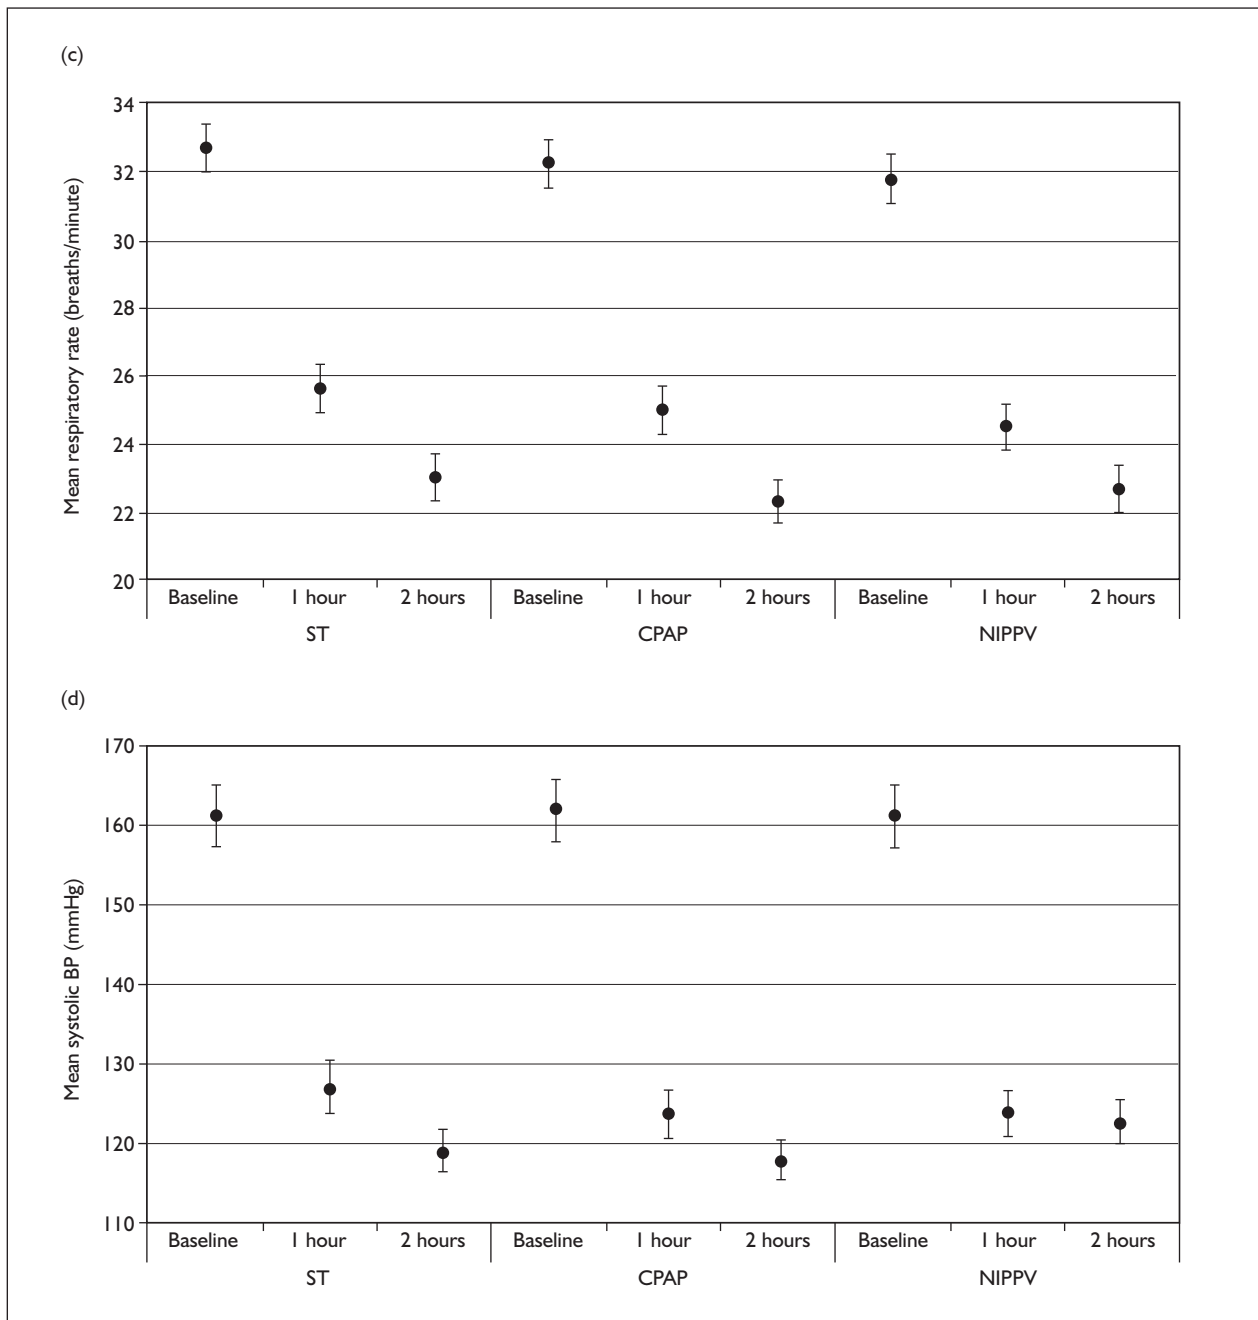 (c)
Mean respiratory rate (breaths/minute)
34
32
30
28
26
24
22
20
Baseline 1 hour 2 hours Baseline 1 hour 2 hours Baseline 1 hour 2 hours
ST CPAP NIPPV
(d)
Mean systolic BP (mmHg)
170
160
150
140
130
120
110
Baseline 1 hour 2 hours Baseline 1 hour 2 hours Baseline 1 hour 2 hours
ST CPAP NIPPV